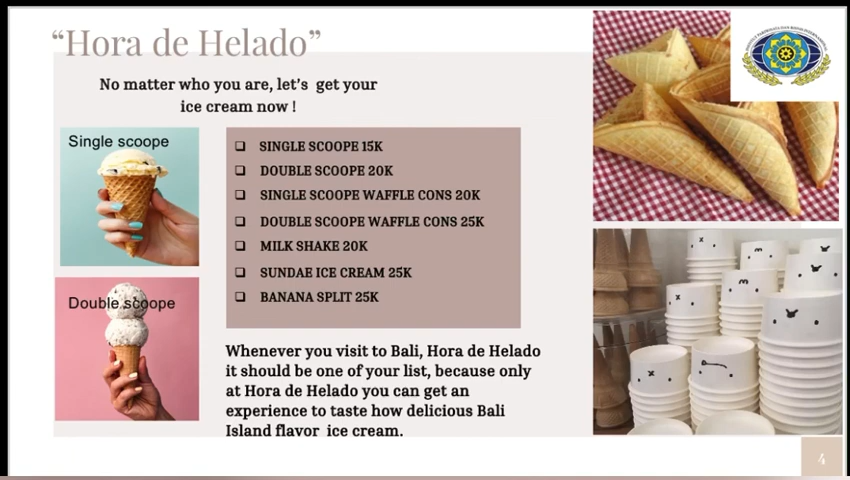 “Hora de Helado”
No matter who you are, let’s get your
ice cream now !
Single scoope
Double scoope
SINGLE SCOOPE 15K
DOUBLE SCOOPE 20K
SINGLE SCOOPE WAFFLE CONS 20K
DOUBLE SCOOPE WAFFLE CONS 25K
MILK SHAKE 20K
SUNDAE ICE CREAM 25K
BANANA SPLIT 25K
Whenever you visit to Bali, Hora de Helado
it should be one of your list, because only
at Hora de Helado you can get an
experience to taste how delicious Bali
Island flavor ice cream.
4